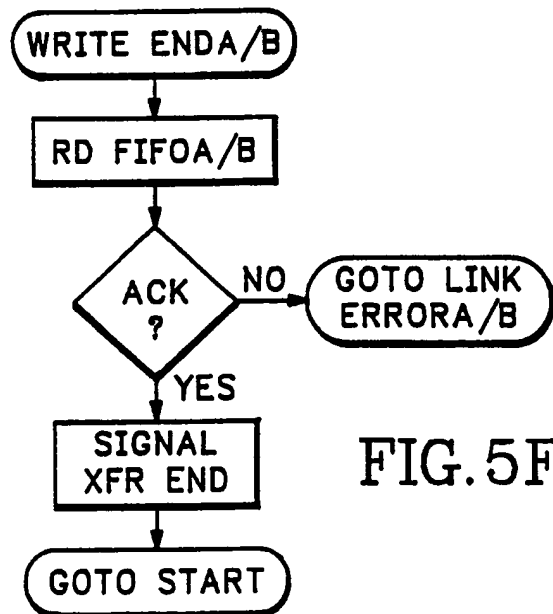 WRITE ENDA/B
RD FIFOA/B
ACK
?
NO
GOTO LINK
ERRORA/B
YES
SIGNAL
XFR END
GOTO START
FIG. 5F